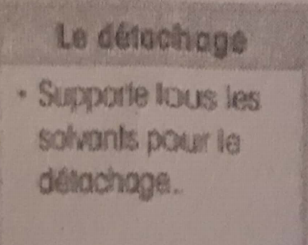 Le détachage
• Supporte tous les
solvants pour le
détachage..